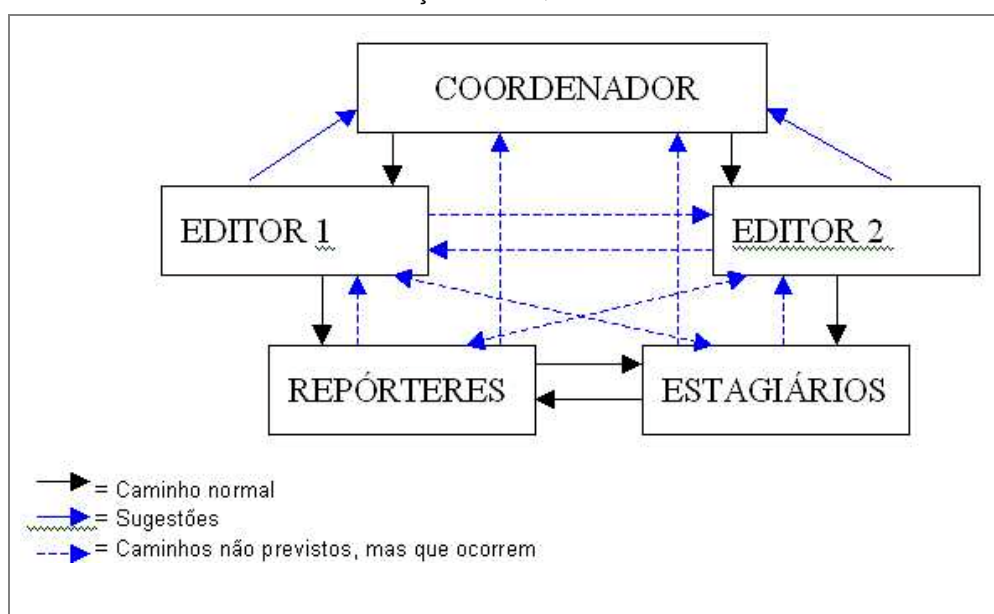 COORDENADOR
EDITOR 1
EDITOR 2
REPÓRTERES
ESTAGIÁRIOS
= Caminho normal
= Sugestões
= Caminhos não previstos, mas que ocorrem